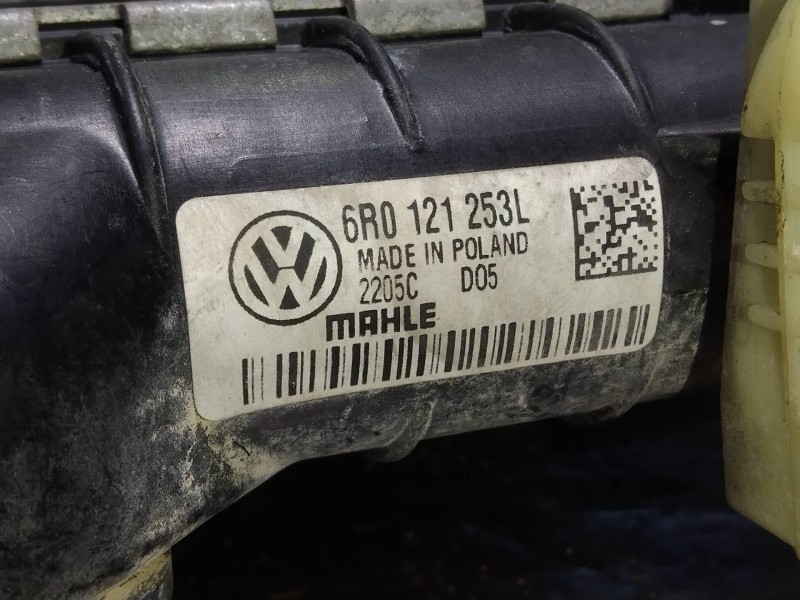 6R0 121 253L
MADE IN POLAND
2205C D05
MAHLE